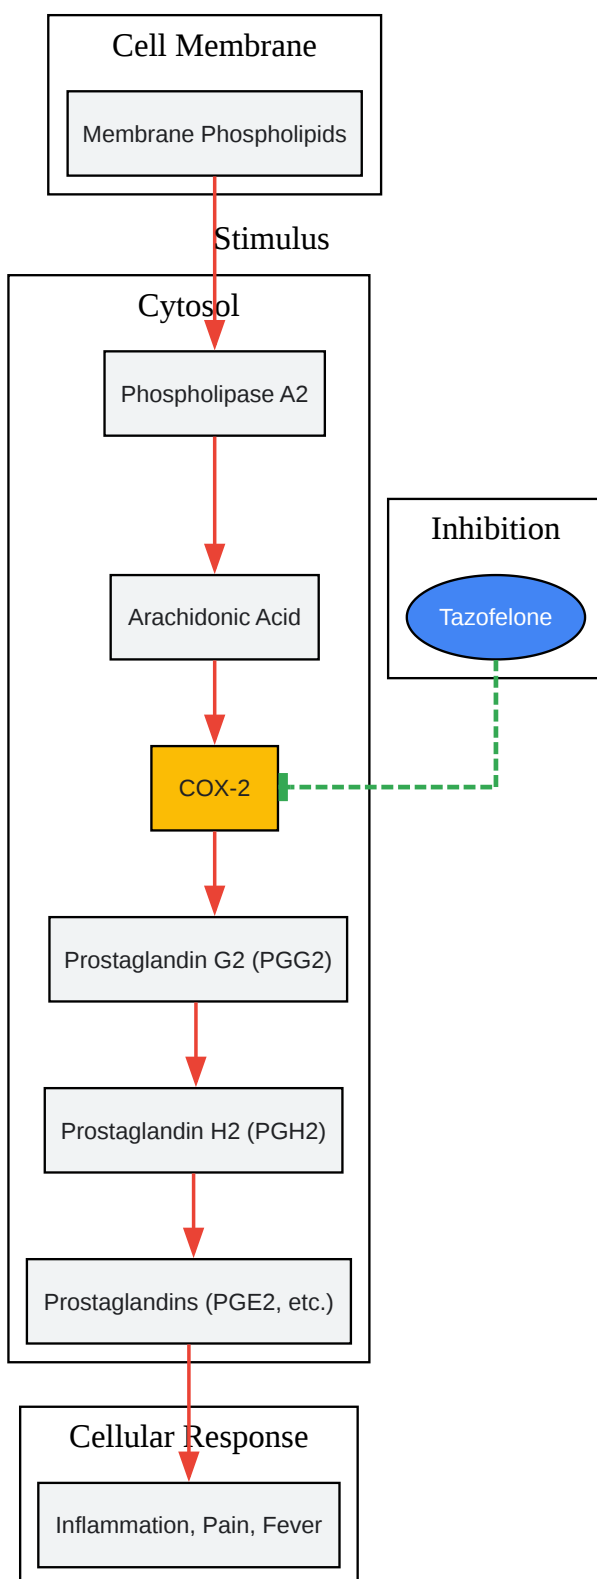 Cell Membrane
Membrane Phospholipids
Stimulus
Cytosol
Phospholipase A2
Inhibition
Arachidonic Acid
Tazofelone
COX-2
Prostaglandin G2 (PGG2)
Prostaglandin H2 (PGH2)
Prostaglandins (PGE2, etc.)
Cellular Response
Inflammation, Pain, Fever